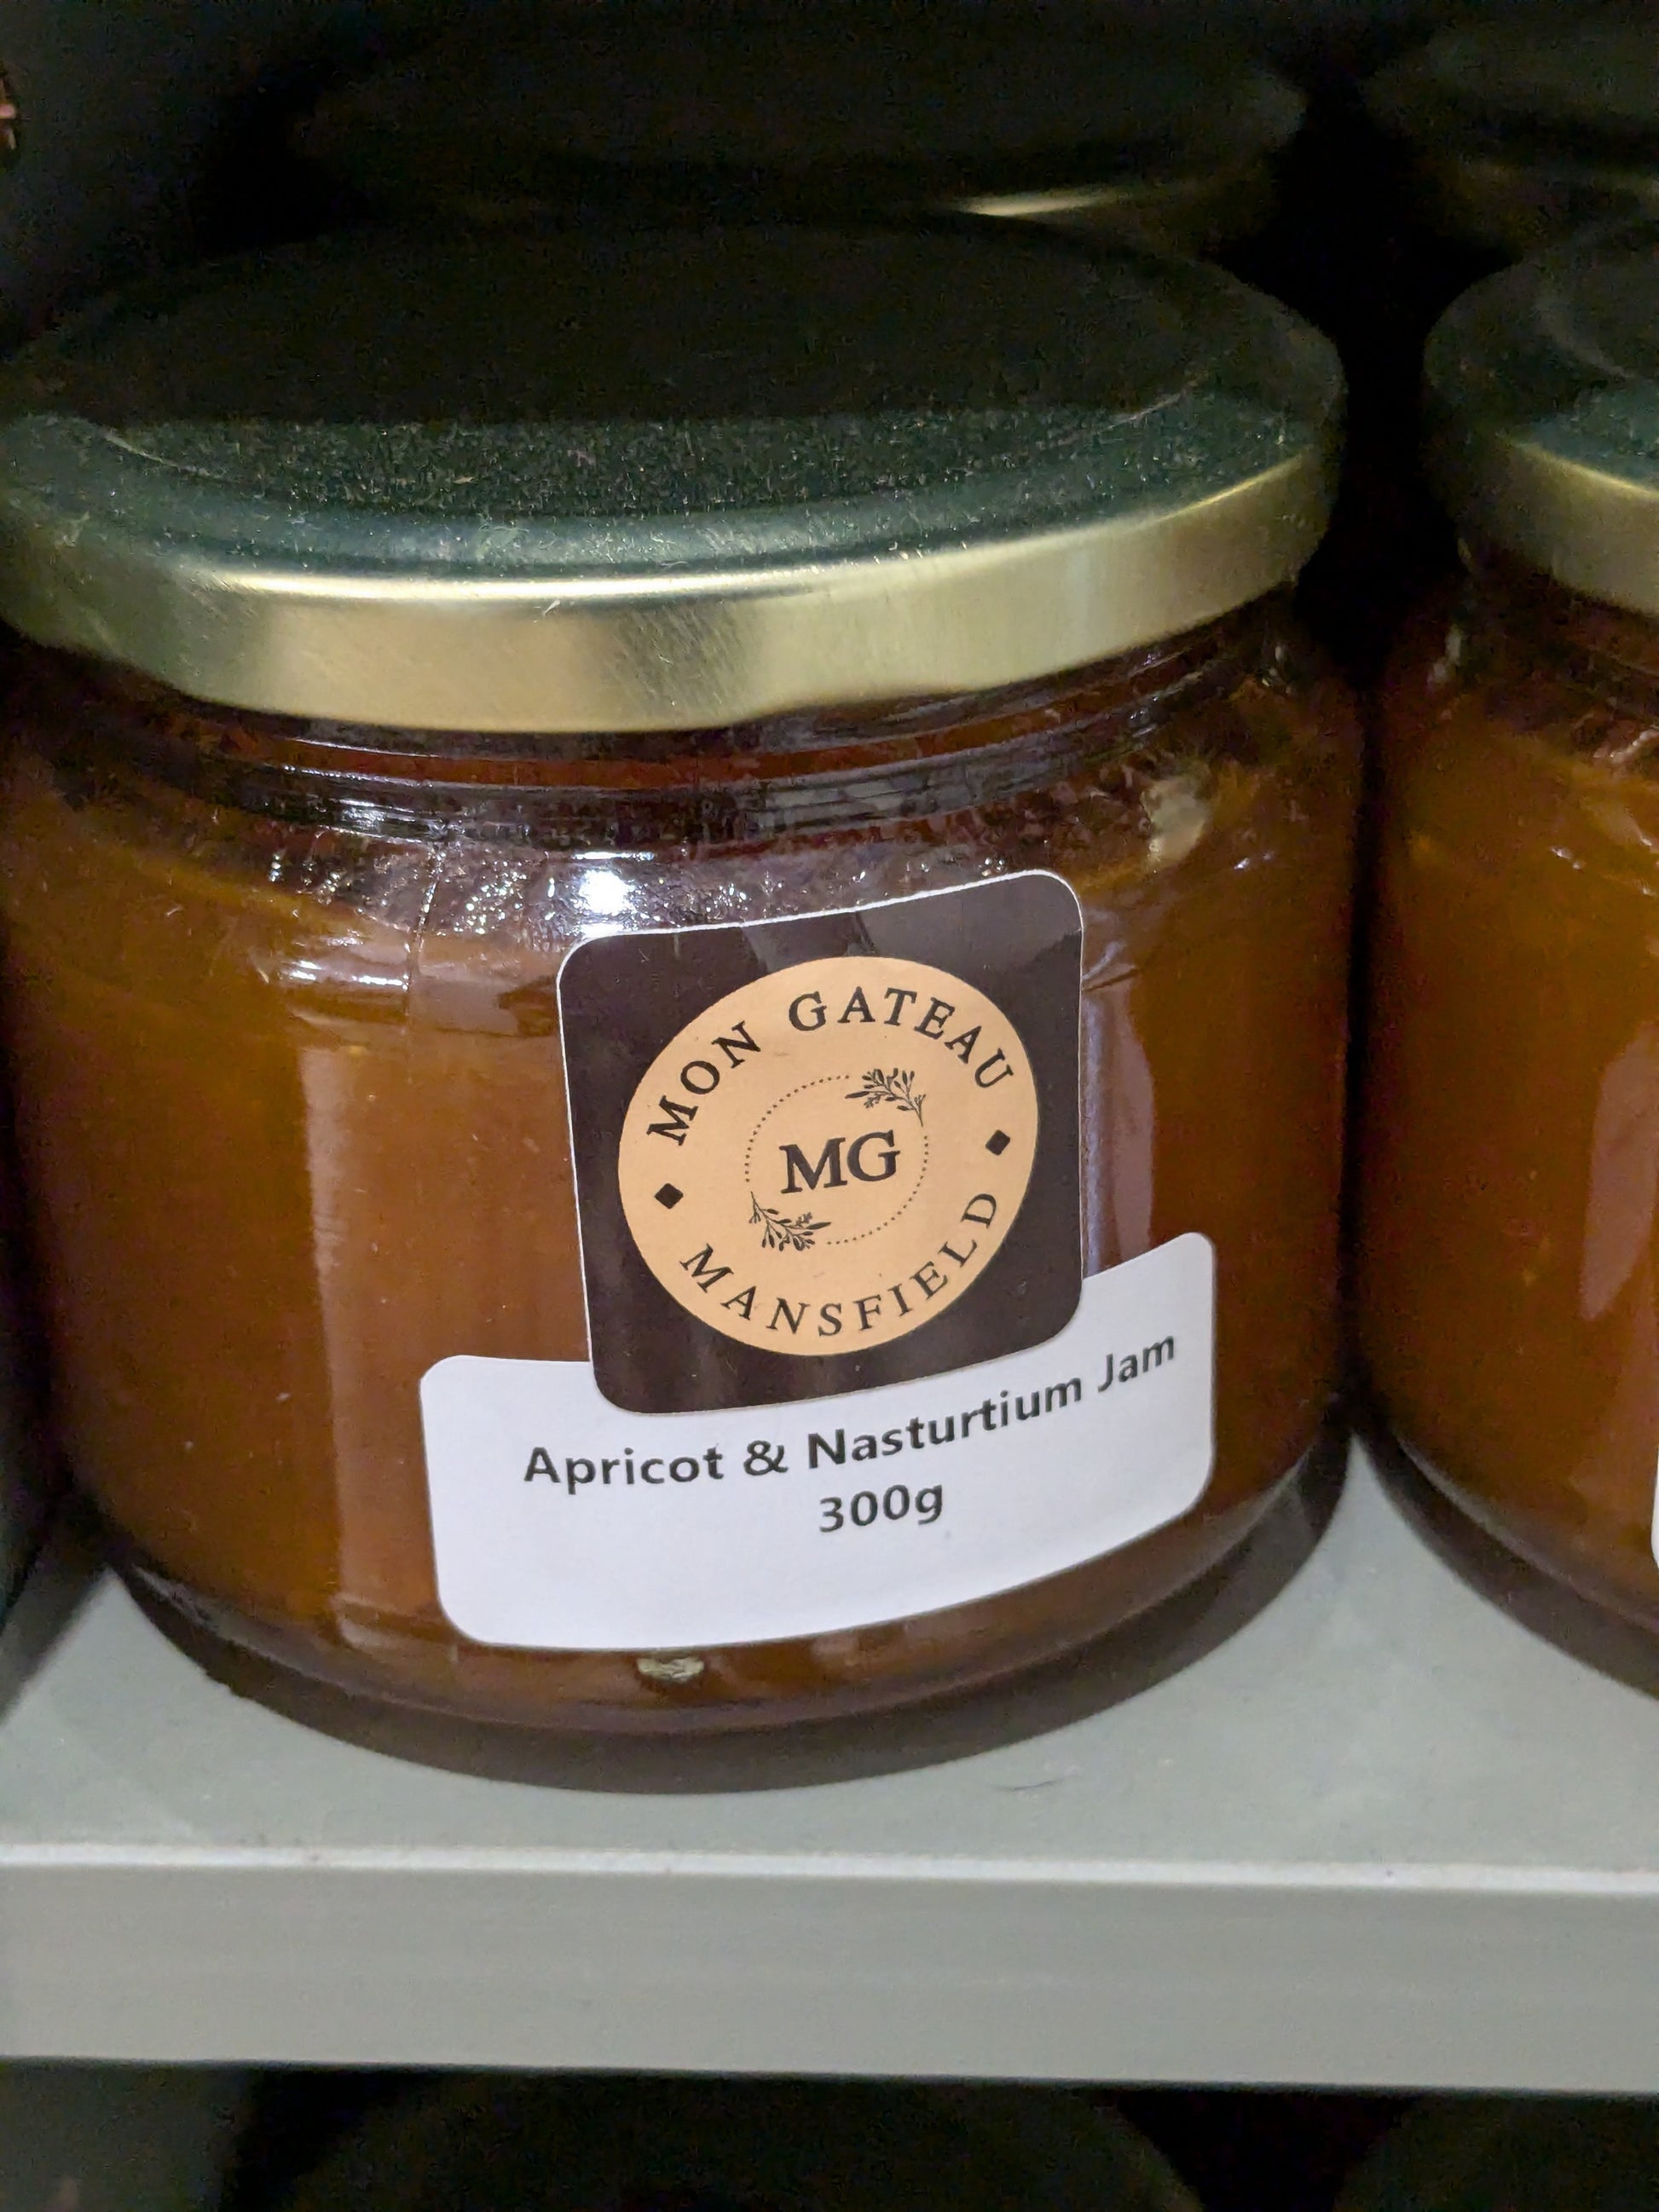 MON GATEAU
MG
MANSFIELD
Apricot & Nasturtium Jam
300g